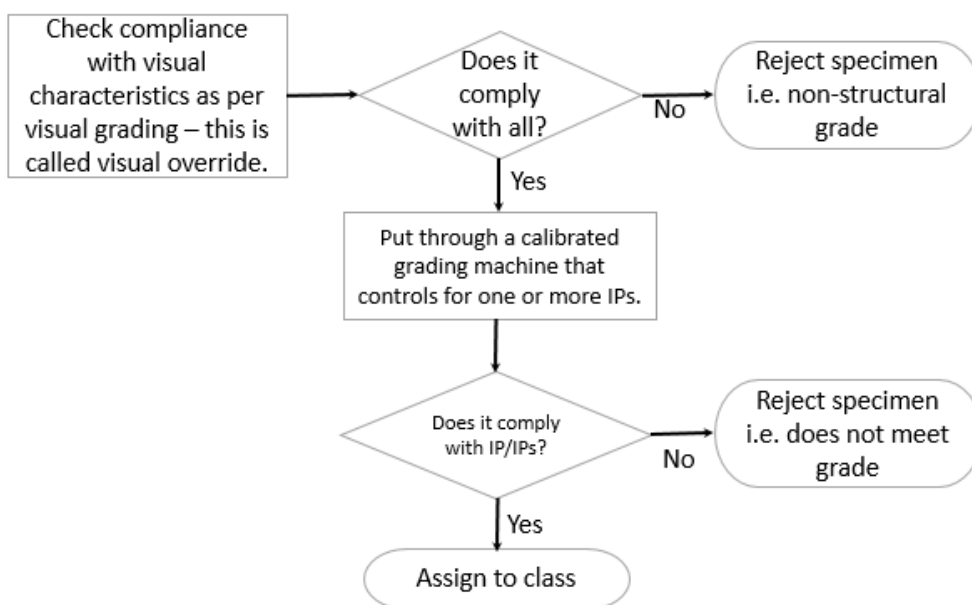 Check compliance
with visual
characteristics as per
visual grading – this is
called visual override.
Does it
comply
with all?
No
Reject specimen
i.e. non-structural
grade
Yes
Put through a calibrated
grading machine that
controls for one or more IPs.
Does it comply
with IP/IPs?
No
Reject specimen
i.e. does not meet
grade
Yes
Assign to class